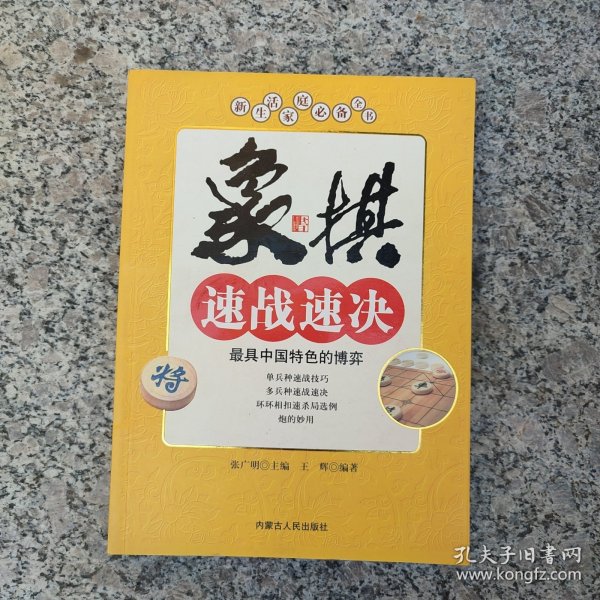 新生活家庭必备全书
象棋
速战速决
最具中国特色的博弈
单兵种速战技巧
多兵种速战速决
环环相扣速杀局选例
炮的妙用
将
张广明◎主编 王辉◎编著
内蒙古人民出版社
孔夫子旧书网
www.kongfz.com